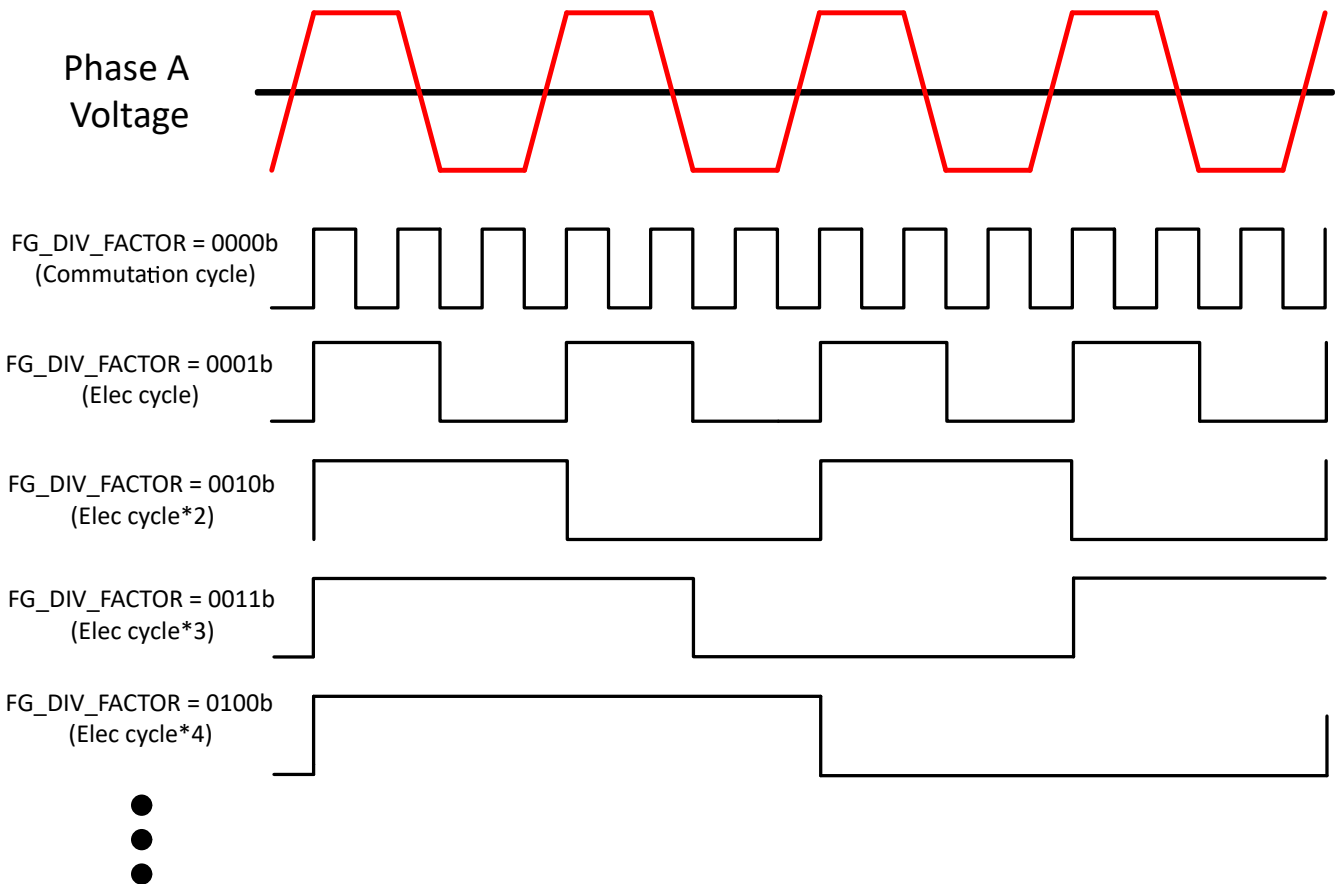 Phase A
Voltage
FG_DIV_FACTOR = 0000b
(Commutation cycle)
FG_DIV_FACTOR = 0001b
(Elec cycle)
FG_DIV_FACTOR = 0010b
(Elec cycle*2)
FG_DIV_FACTOR = 0011b
(Elec cycle*3)
FG_DIV_FACTOR = 0100b
(Elec cycle*4)